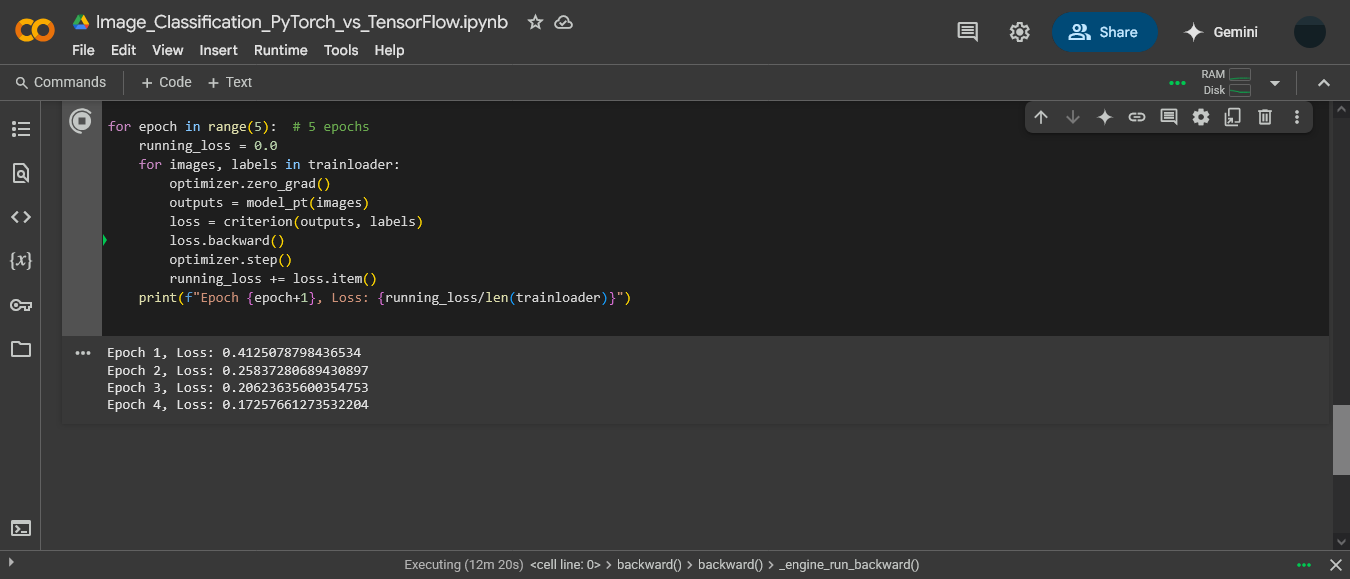 Image_Classification_PyTorch_vs_TensorFlow.ipynb
File Edit View Insert Runtime Tools Help
Share
Gemini
Commands + Code + Text
RAM
Disk
for epoch in range(5):  # 5 epochs
    running_loss = 0.0
    for images, labels in trainloader:
        optimizer.zero_grad()
        outputs = model_pt(images)
        loss = criterion(outputs, labels)
        loss.backward()
        optimizer.step()
        running_loss += loss.item()
    print(f"Epoch {epoch+1}, Loss: {running_loss/len(trainloader)}")
Epoch 1, Loss: 0.4125078798436534
Epoch 2, Loss: 0.25837280689430897
Epoch 3, Loss: 0.20623635600354753
Epoch 4, Loss: 0.17257661273532204
Executing (12m 20s) <cell line: 0> > backward() > backward() > _engine_run_backward()